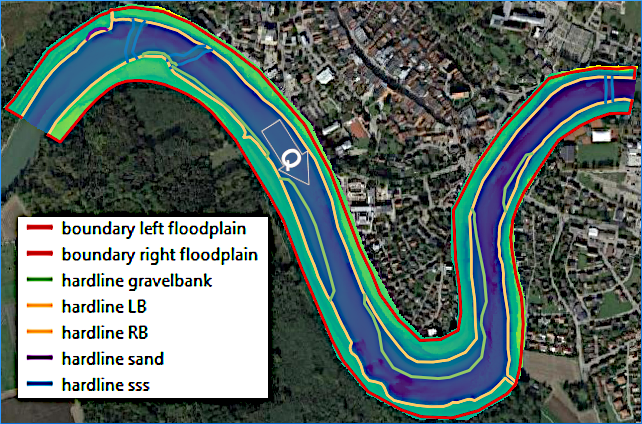 Q
boundary left floodplain
boundary right floodplain
hardline gravelbank
hardline LB
hardline RB
hardline sand
hardline sss